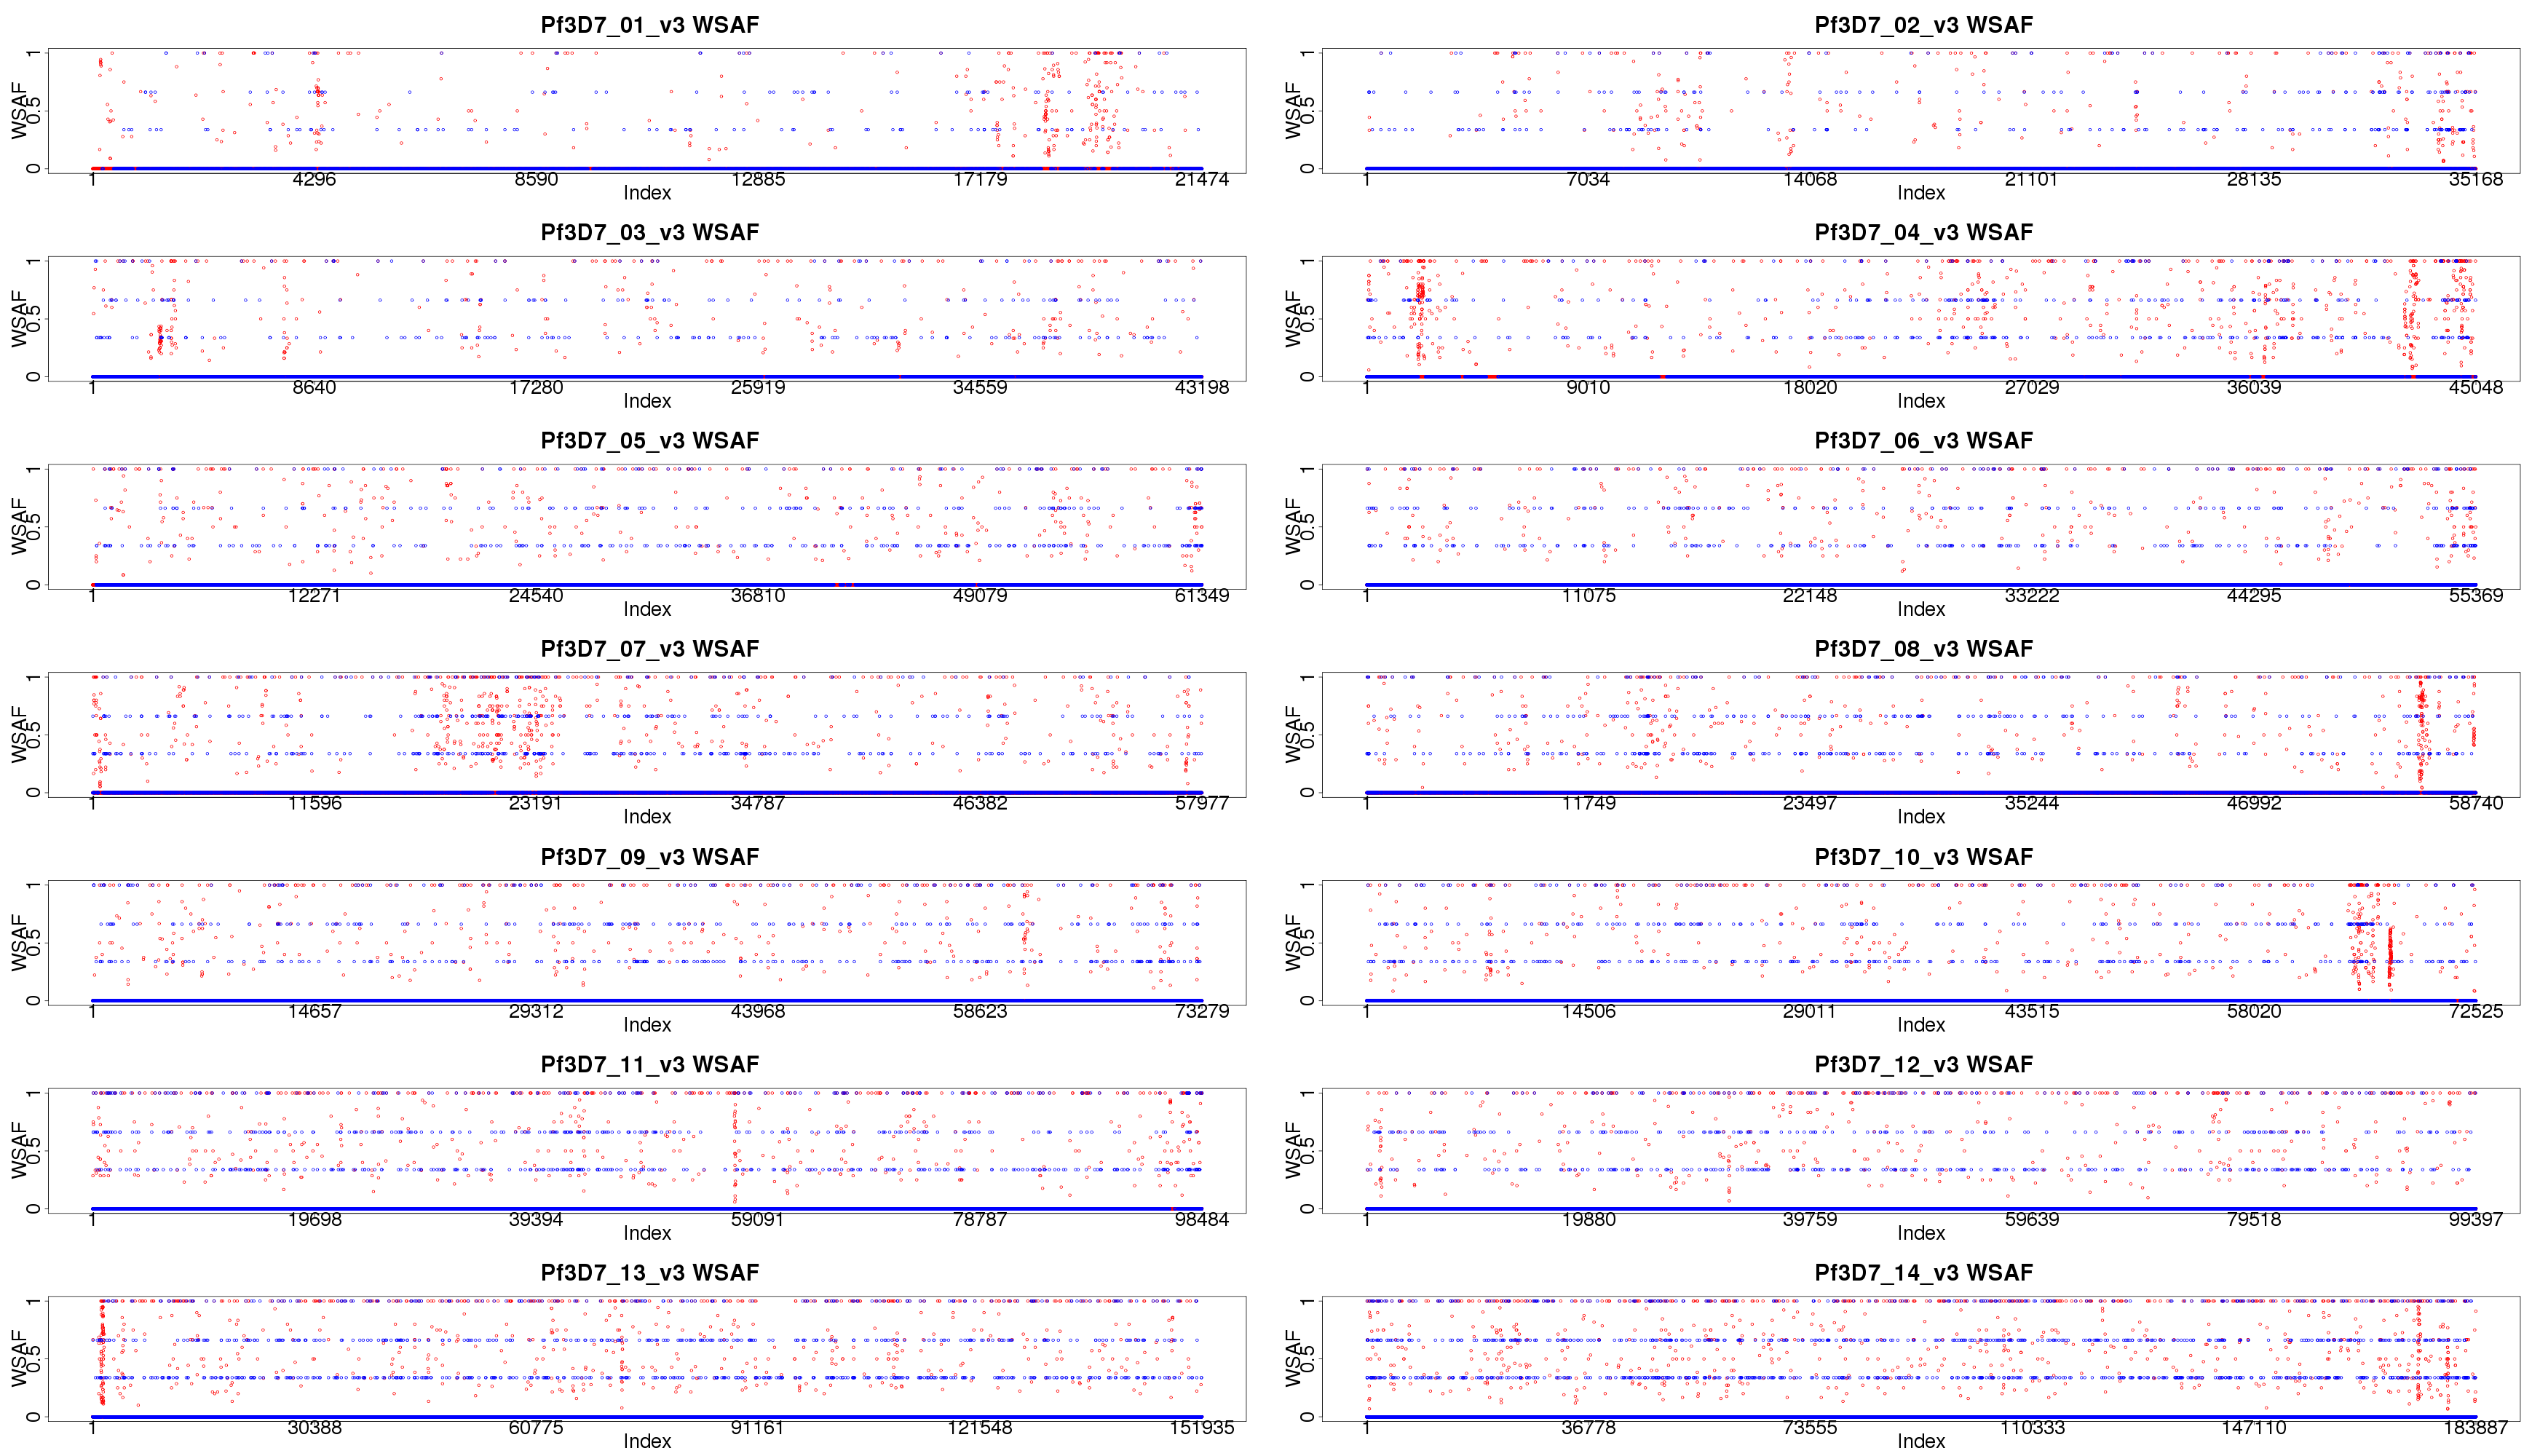 Pf3D7_01_v3 WSAF
WSAF
0 0.5 1
1 4296 8590 12885 17179 21474
Index
Pf3D7_02_v3 WSAF
WSAF
0 0.5 1
1 7034 14068 21101 28135 35168
Index
Pf3D7_03_v3 WSAF
WSAF
0 0.5 1
1 8640 17280 25919 34559 43198
Index
Pf3D7_04_v3 WSAF
WSAF
0 0.5 1
1 9010 18020 27029 36039 45048
Index
Pf3D7_05_v3 WSAF
WSAF
0 0.5 1
1 12271 24540 36810 49079 61349
Index
Pf3D7_06_v3 WSAF
WSAF
0 0.5 1
1 11075 22148 33222 44295 55369
Index
Pf3D7_07_v3 WSAF
WSAF
0 0.5 1
1 11596 23191 34787 46382 57977
Index
Pf3D7_08_v3 WSAF
WSAF
0 0.5 1
1 11749 23497 35244 46992 58740
Index
Pf3D7_09_v3 WSAF
WSAF
0 0.5 1
1 14657 29312 43968 58623 73279
Index
Pf3D7_10_v3 WSAF
WSAF
0 0.5 1
1 14506 29011 43515 58020 72525
Index
Pf3D7_11_v3 WSAF
WSAF
0 0.5 1
1 19698 39394 59091 78787 98484
Index
Pf3D7_12_v3 WSAF
WSAF
0 0.5 1
1 19880 39759 59639 79518 99397
Index
Pf3D7_13_v3 WSAF
WSAF
0 0.5 1
1 30388 60775 91161 121548 151935
Index
Pf3D7_14_v3 WSAF
WSAF
0 0.5 1
1 36778 73555 110333 147110 183887
Index